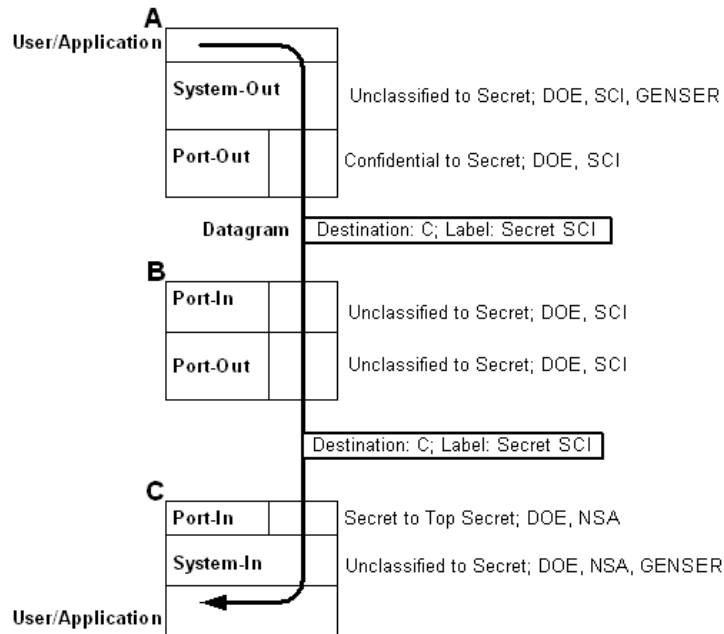 A
User/Application
System-Out
Unclassified to Secret; DOE, SCI, GENSER
Port-Out
Confidential to Secret; DOE, SCI
Datagram
Destination: C; Label: Secret SCI
B
Port-In
Unclassified to Secret; DOE, SCI
Port-Out
Unclassified to Secret; DOE, SCI
Destination: C; Label: Secret SCI
C
Port-In
Secret to Top Secret; DOE, NSA
System-In
Unclassified to Secret; DOE, NSA, GENSER
User/Application